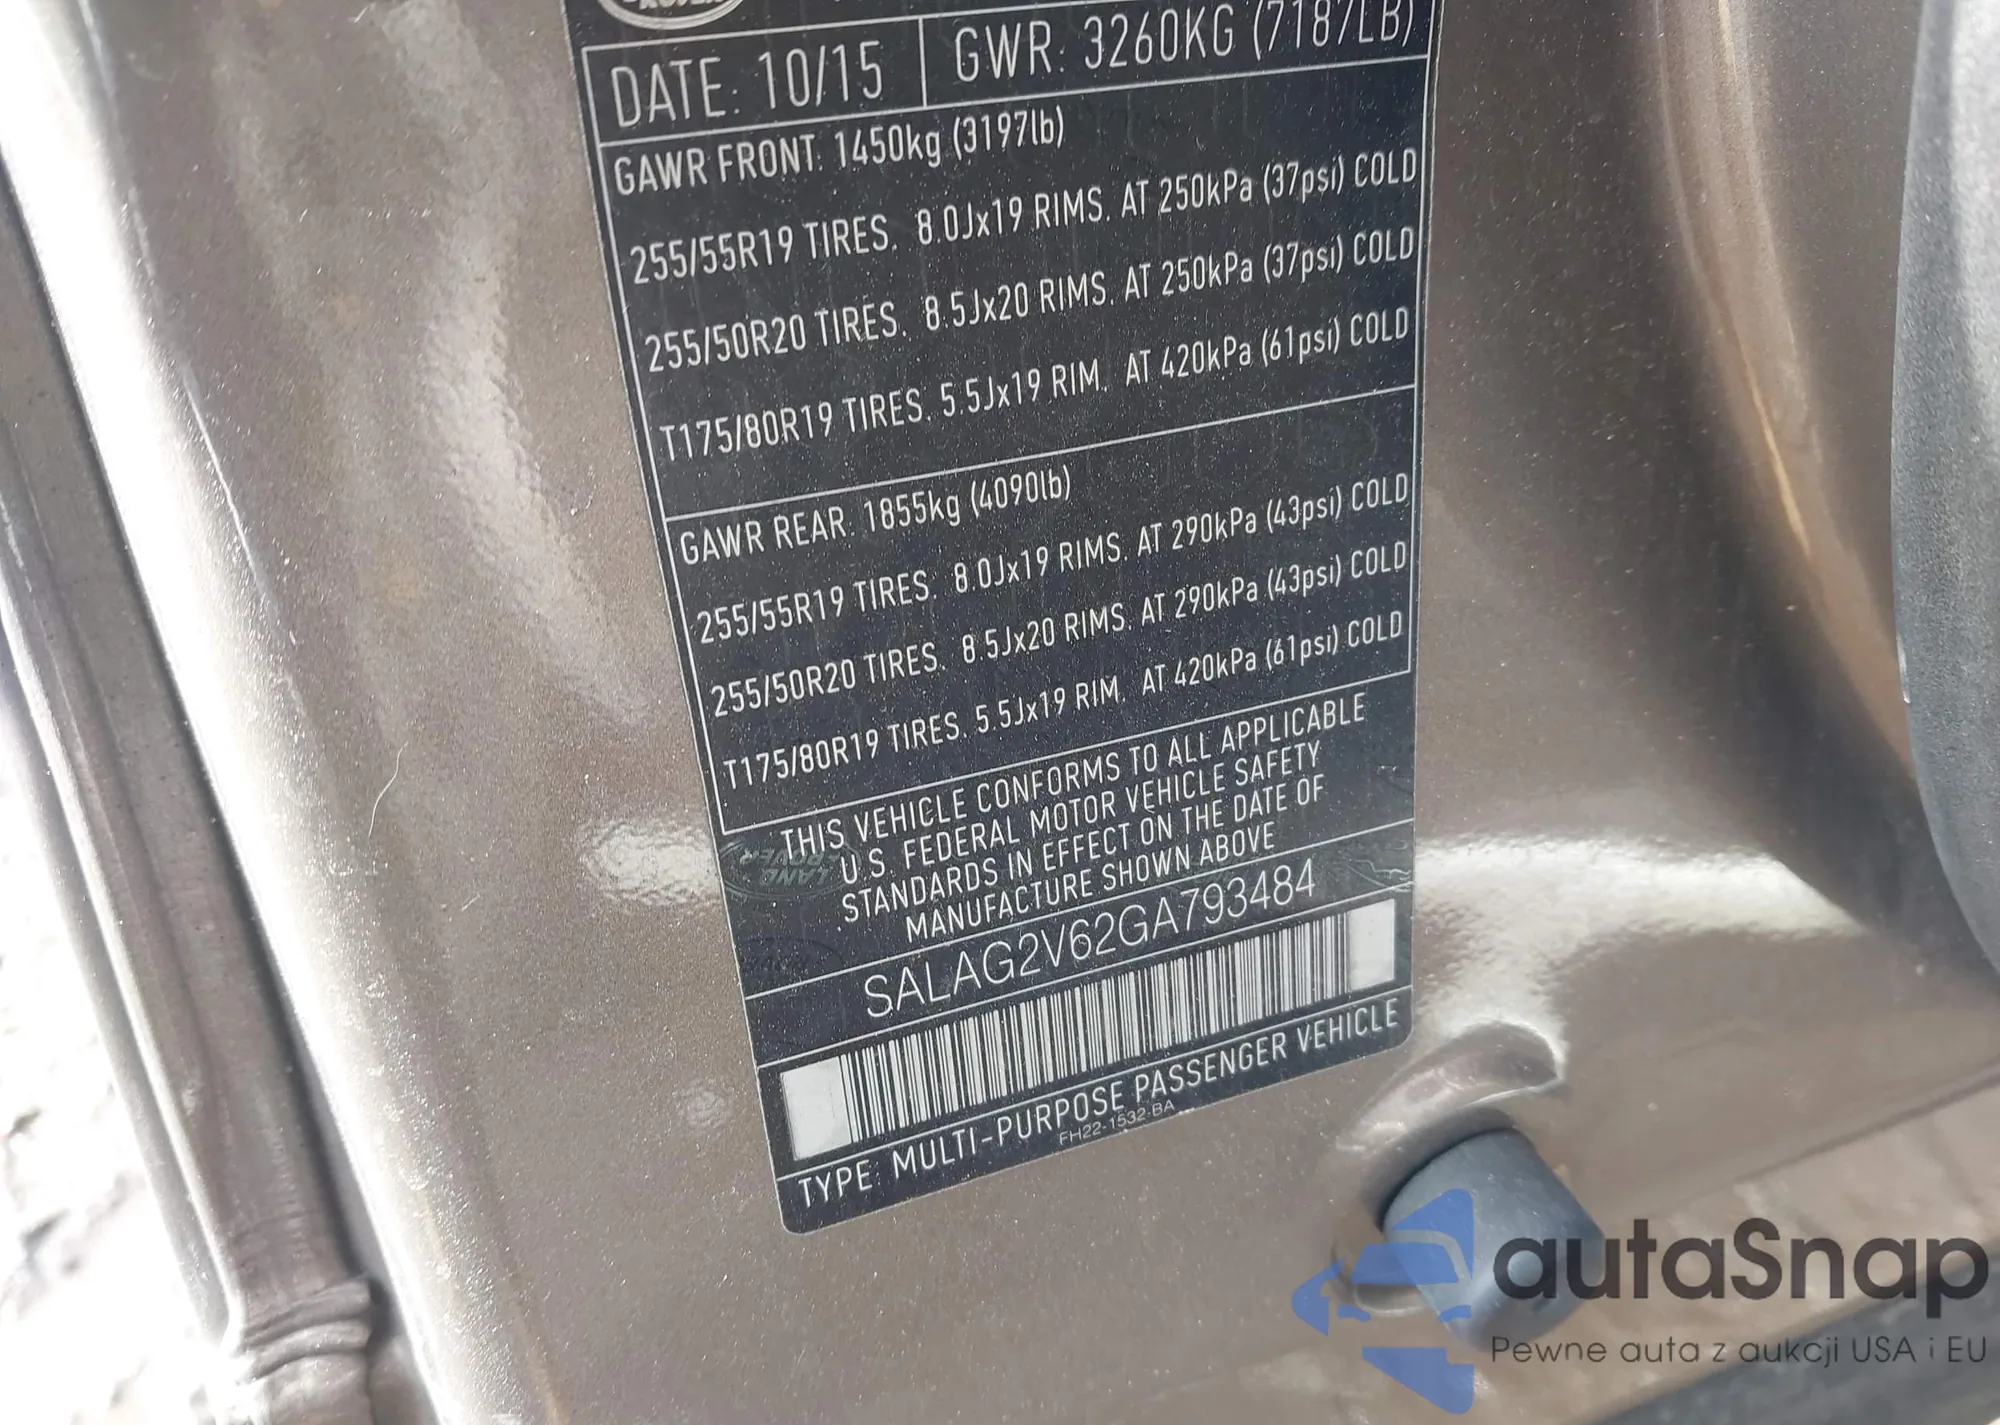 ROVER
DATE: 10/15 GWR: 3260KG (7187LB)
GAWR FRONT: 1450kg (3197lb)
255/55R19 TIRES. 8.0Jx19 RIMS. AT 250kPa (37psi) COLD
255/50R20 TIRES. 8.5Jx20 RIMS. AT 250kPa (37psi) COLD
T175/80R19 TIRES. 5.5Jx19 RIM. AT 420kPa (61psi) COLD
GAWR REAR: 1855kg (4090lb)
255/55R19 TIRES. 8.0Jx19 RIMS. AT 290kPa (43psi) COLD
255/50R20 TIRES. 8.5Jx20 RIMS. AT 290kPa (43psi) COLD
T175/80R19 TIRES. 5.5Jx19 RIM. AT 420kPa (61psi) COLD
THIS VEHICLE CONFORMS TO ALL APPLICABLE
U.S. FEDERAL MOTOR VEHICLE SAFETY
STANDARDS IN EFFECT ON THE DATE OF
MANUFACTURE SHOWN ABOVE
LAND
ROVER
SALAG2V62GA793484
TYPE: MULTI-PURPOSE PASSENGER VEHICLE
FH22-1532-BA
autaSnap
Pewne auta z aukcji USA i EU